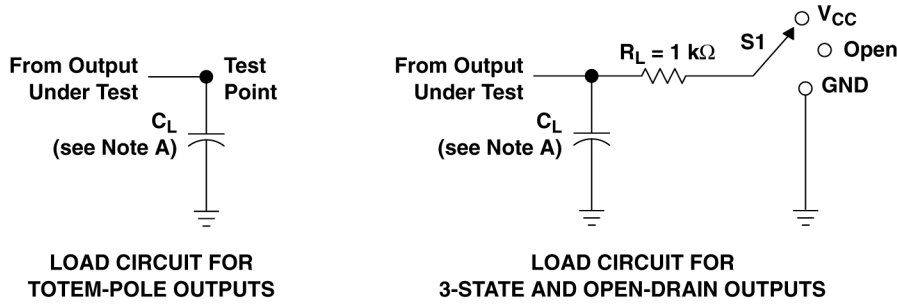 From Output
Under Test
Test
Point
CL
(see Note A)
LOAD CIRCUIT FOR
TOTEM-POLE OUTPUTS
From Output
Under Test
RL = 1 kΩ
S1
VCC
Open
GND
CL
(see Note A)
LOAD CIRCUIT FOR
3-STATE AND OPEN-DRAIN OUTPUTS